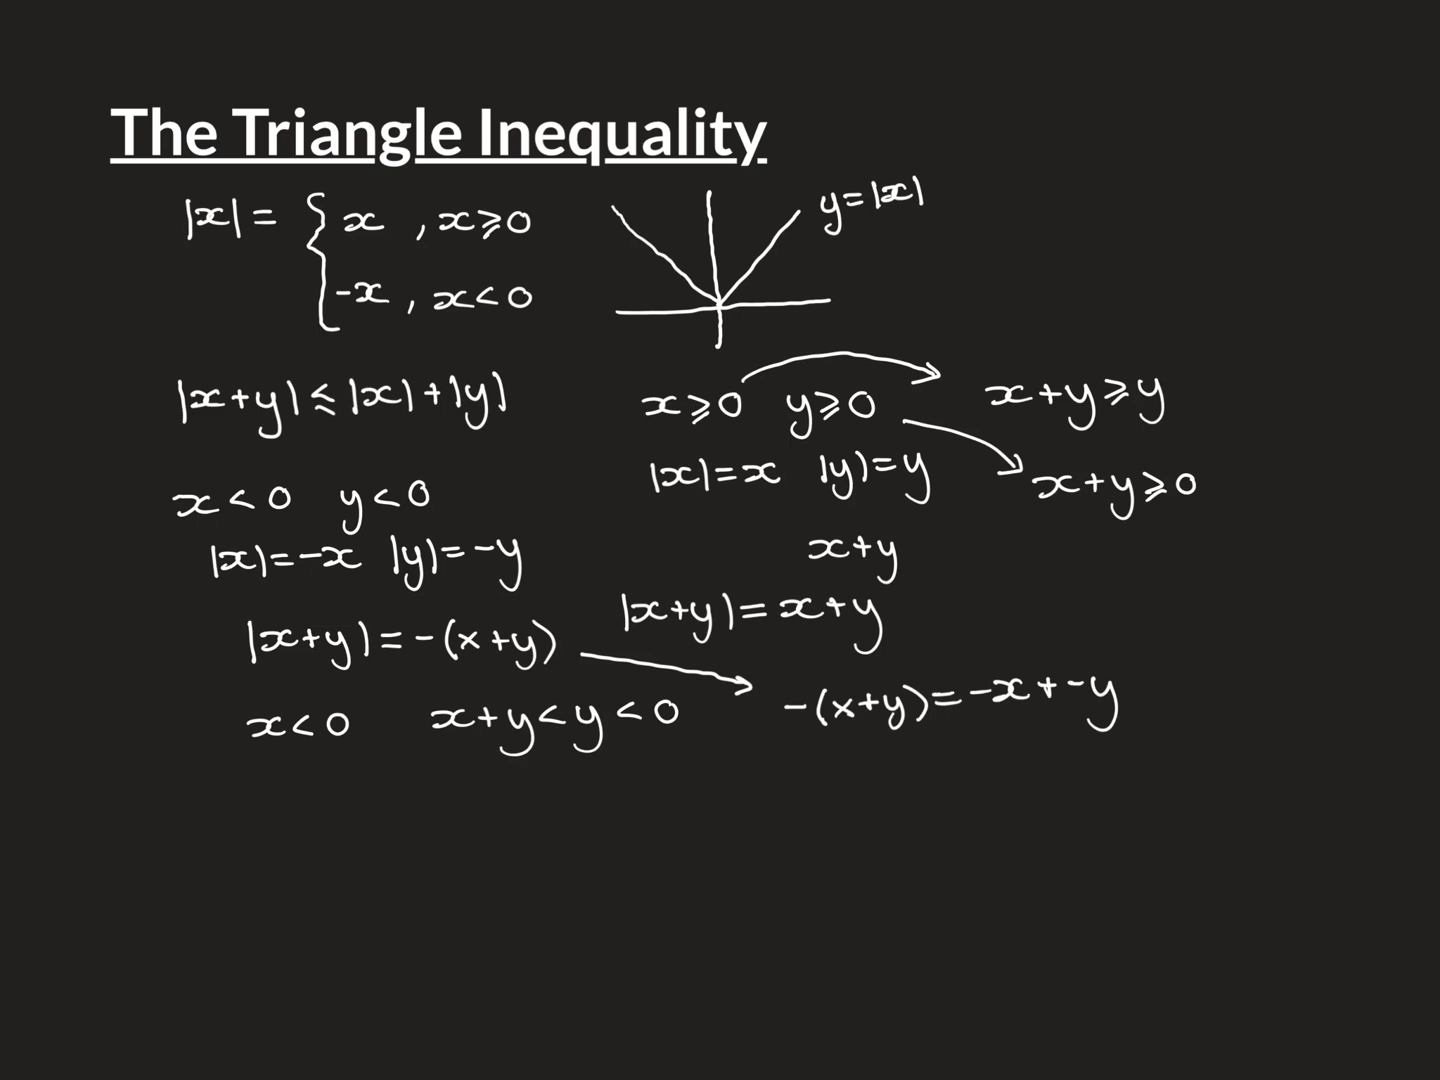 The Triangle Inequality
|x| = { x , x ⩾ 0
-x , x < 0
y = |x|
|x+y| ⩽ |x| + |y|
x ⩾ 0 y ⩾ 0
x+y ⩾ y
|x| = x |y| = y
x+y ⩾ 0
x < 0 y < 0
|x| = -x |y| = -y
x+y
|x+y| = x+y
|x+y| = -(x+y)
-(x+y) = -x + -y
x < 0 x+y < y < 0